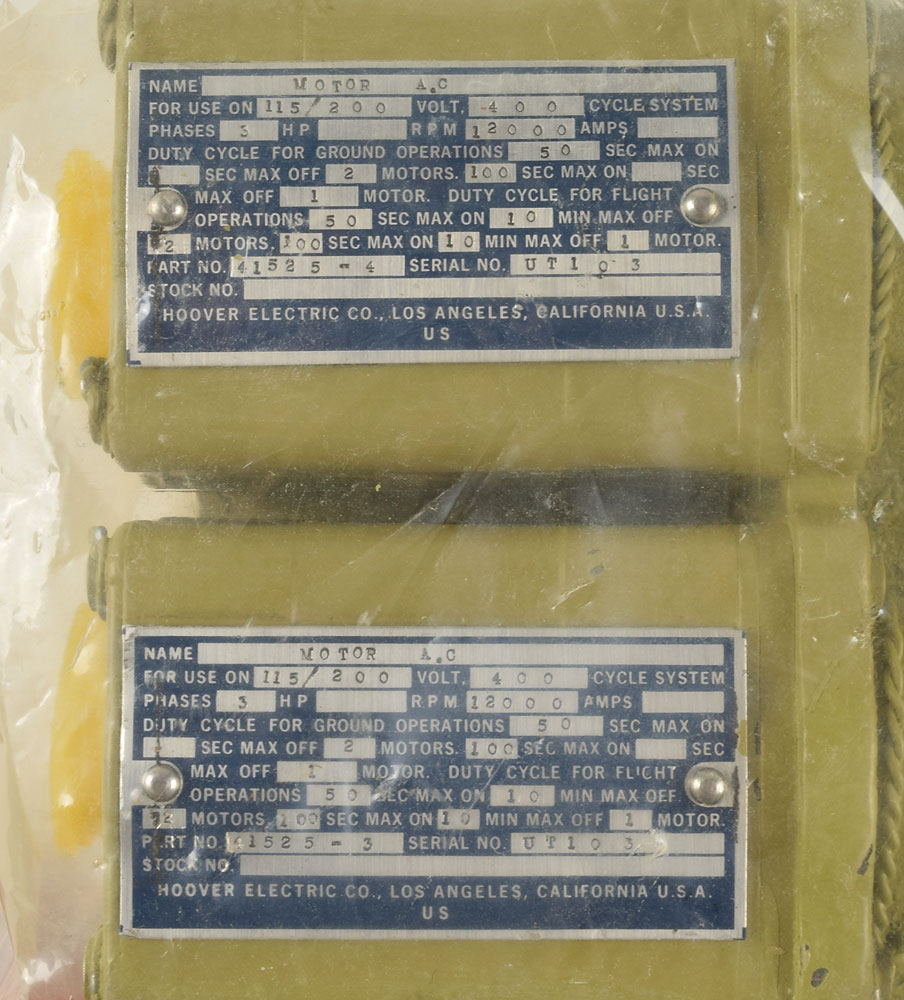 NAME MOTOR A.C
FOR USE ON 115/200 VOLT, 400 CYCLE SYSTEM
PHASES 3 HP RPM 12000 AMPS
DUTY CYCLE FOR GROUND OPERATIONS 50 SEC MAX ON
SEC MAX OFF 2 MOTORS. 100 SEC MAX ON SEC
MAX OFF 1 MOTOR. DUTY CYCLE FOR FLIGHT
OPERATIONS 50 SEC MAX ON 10 MIN MAX OFF
2 MOTORS, 100 SEC MAX ON 10 MIN MAX OFF 1 MOTOR.
PART NO. 41525-4 SERIAL NO. UT103
STOCK NO.
HOOVER ELECTRIC CO., LOS ANGELES, CALIFORNIA U.S.A.
US
NAME MOTOR A.C
FOR USE ON 115/200 VOLT, 400 CYCLE SYSTEM
PHASES 3 HP RPM 12000 AMPS
DUTY CYCLE FOR GROUND OPERATIONS 50 SEC MAX ON
SEC MAX OFF 2 MOTORS. 100 SEC MAX ON SEC
MAX OFF 1 MOTOR. DUTY CYCLE FOR FLIGHT
OPERATIONS 50 SEC MAX ON 10 MIN MAX OFF
2 MOTORS, 100 SEC MAX ON 10 MIN MAX OFF 1 MOTOR.
PART NO. 41525-3 SERIAL NO. UT103
STOCK NO.
HOOVER ELECTRIC CO., LOS ANGELES, CALIFORNIA U.S.A.
US